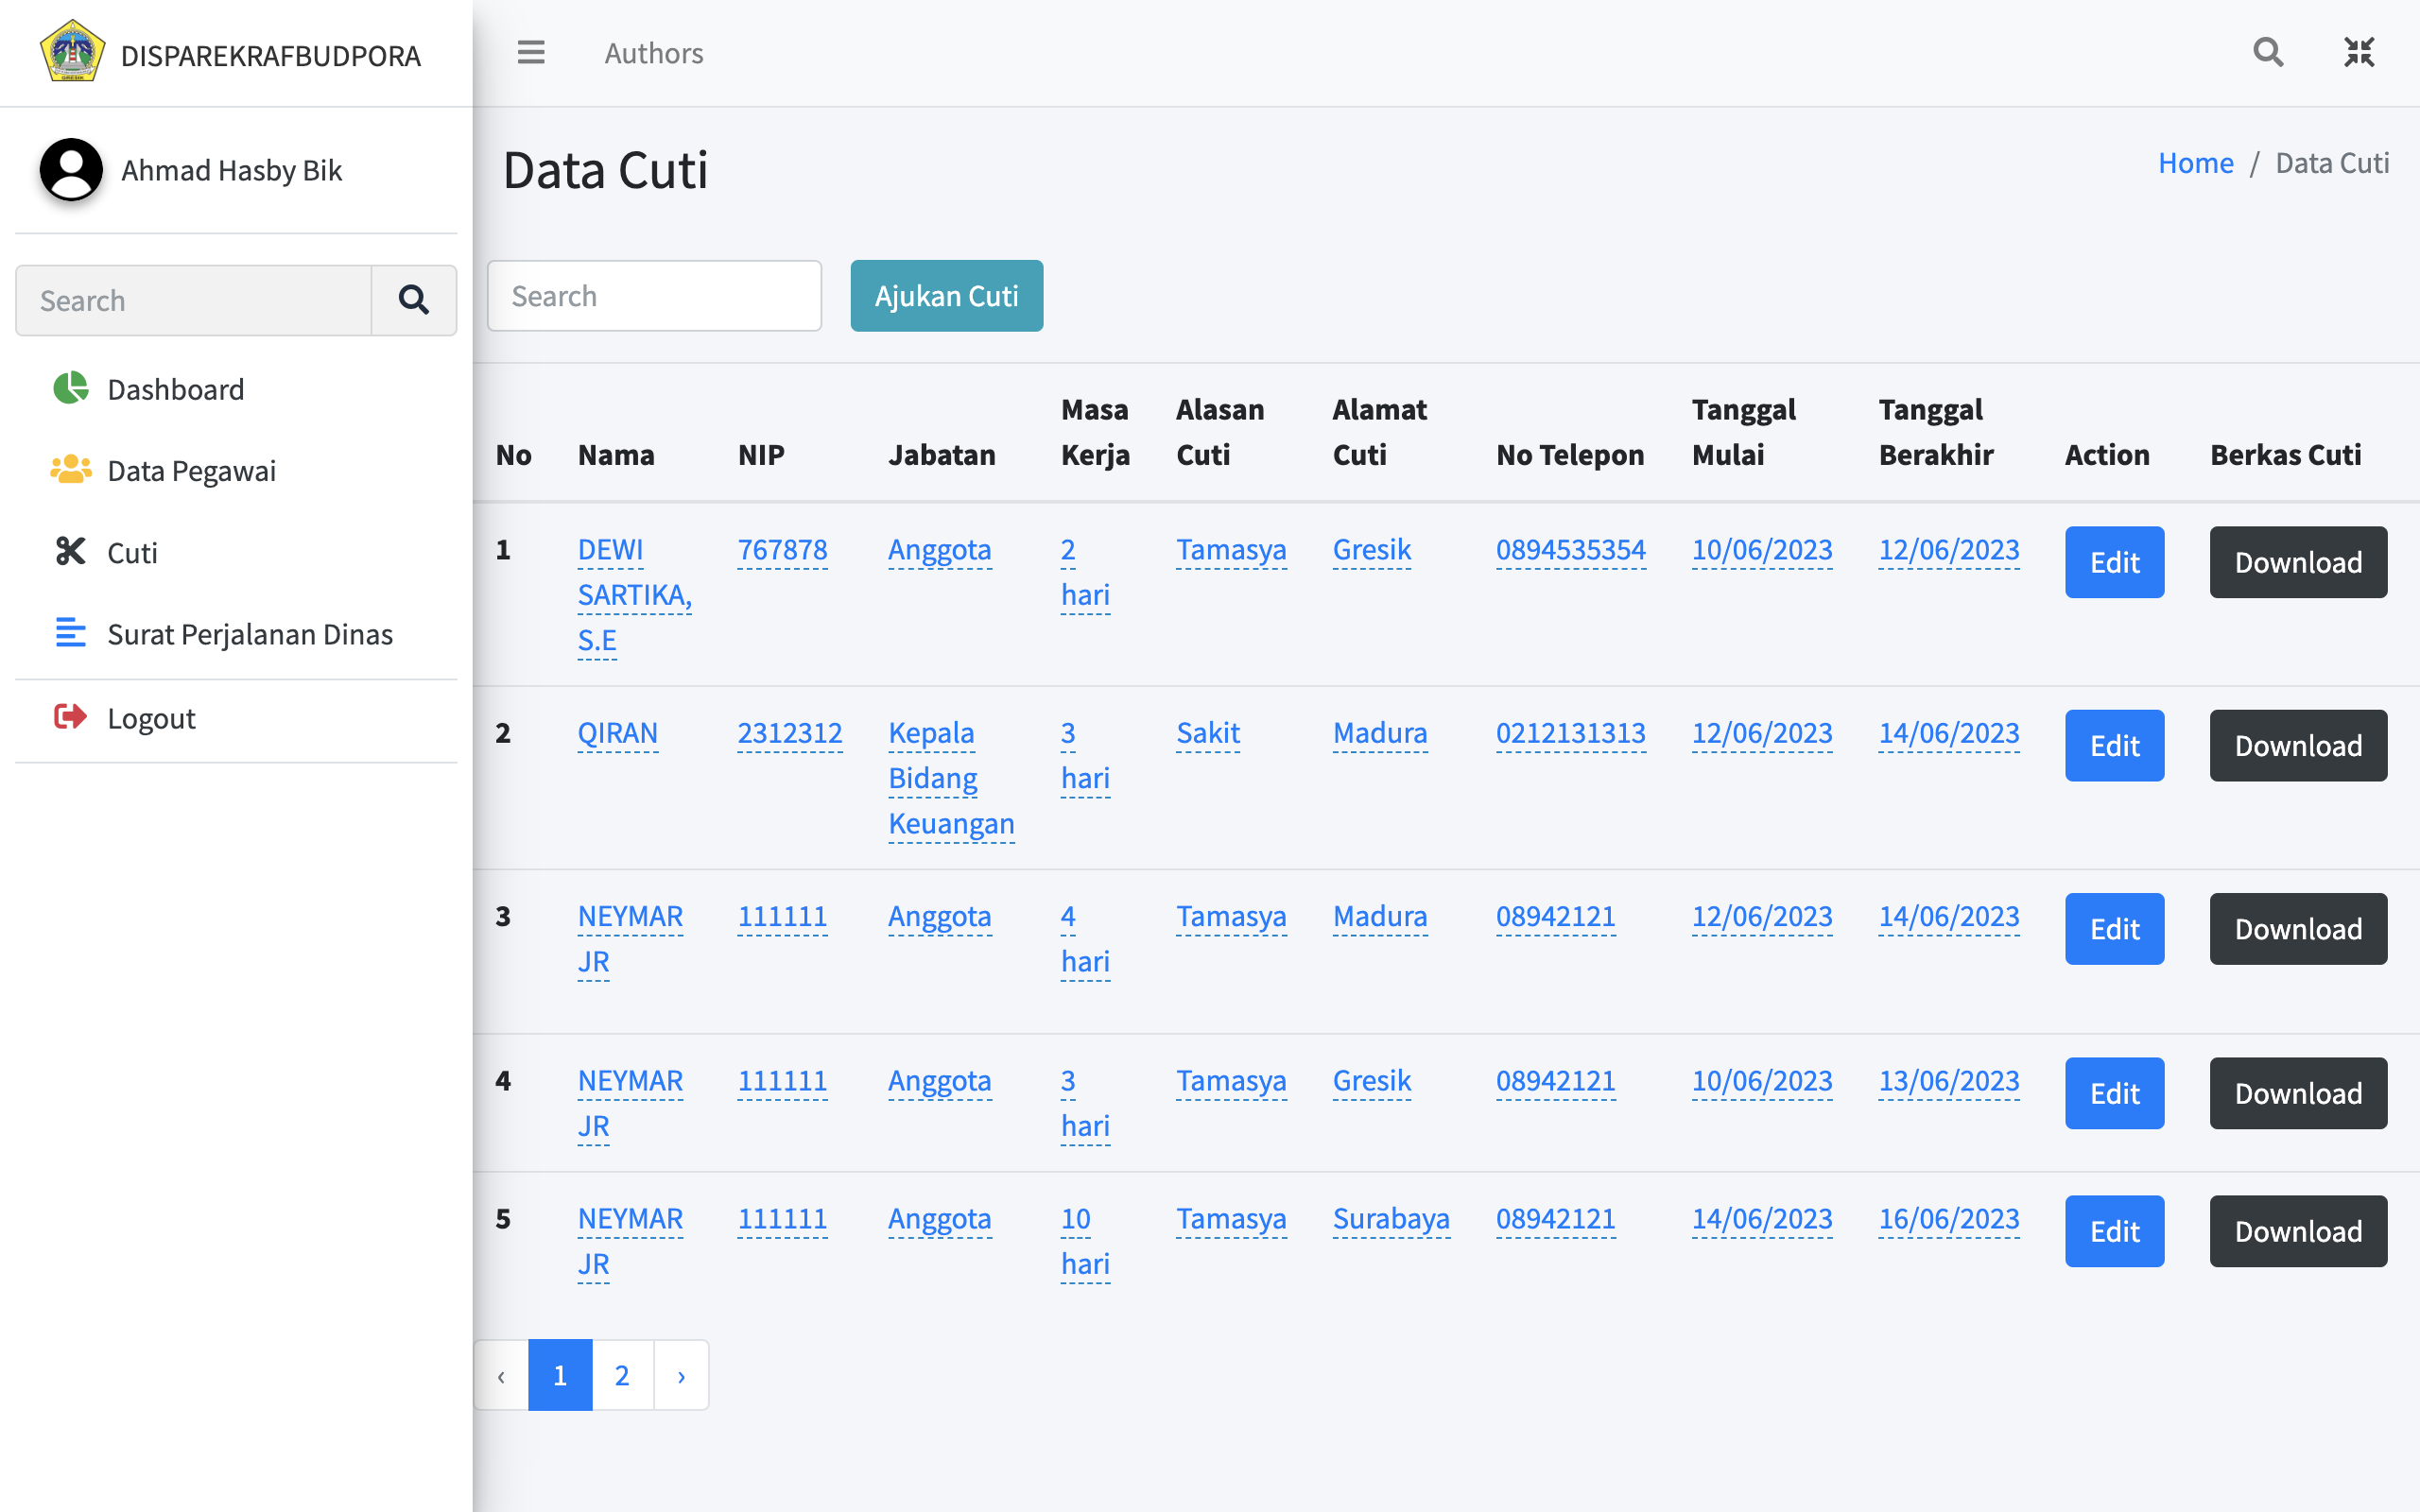 DISPAREKRAFBUDPORA
Authors
Ahmad Hasby Bik
Data Cuti
Home / Data Cuti
Search
Search
Ajukan Cuti
Dashboard
Data Pegawai
Cuti
Surat Perjalanan Dinas
Logout
No Nama NIP Jabatan Masa Kerja Alasan Cuti Alamat Cuti No Telepon Tanggal Mulai Tanggal Berakhir Action Berkas Cuti
1 DEWI SARTIKA, S.E 767878 Anggota 2 hari Tamasya Gresik 0894535354 10/06/2023 12/06/2023 Edit Download
2 QIRAN 2312312 Kepala Bidang Keuangan 3 hari Sakit Madura 0212131313 12/06/2023 14/06/2023 Edit Download
3 NEYMAR JR 111111 Anggota 4 hari Tamasya Madura 08942121 12/06/2023 14/06/2023 Edit Download
4 NEYMAR JR 111111 Anggota 3 hari Tamasya Gresik 08942121 10/06/2023 13/06/2023 Edit Download
5 NEYMAR JR 111111 Anggota 10 hari Tamasya Surabaya 08942121 14/06/2023 16/06/2023 Edit Download
‹ 1 2 ›